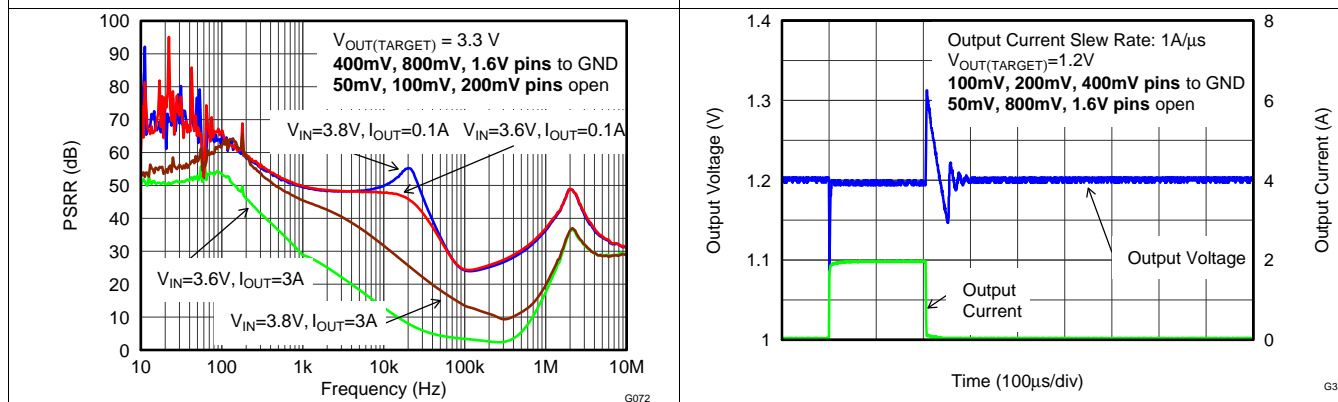 100
90
80
70
60
50
40
30
20
10
0
PSRR (dB)
V_OUT(TARGET) = 3.3 V
400mV, 800mV, 1.6V pins to GND
50mV, 100mV, 200mV pins open
V_IN=3.8V, I_OUT=0.1A
V_IN=3.6V, I_OUT=0.1A
V_IN=3.6V, I_OUT=3A
V_IN=3.8V, I_OUT=3A
10 100 1k 10k 100k 1M 10M
Frequency (Hz)
G072
1.4
1.3
1.2
1.1
1
Output Voltage (V)
Output Current Slew Rate: 1A/µs
V_OUT(TARGET)=1.2V
100mV, 200mV, 400mV pins to GND
50mV, 800mV, 1.6V pins open
Output Voltage
Output
Current
8
6
4
2
0
Output Current (A)
Time (100µs/div)